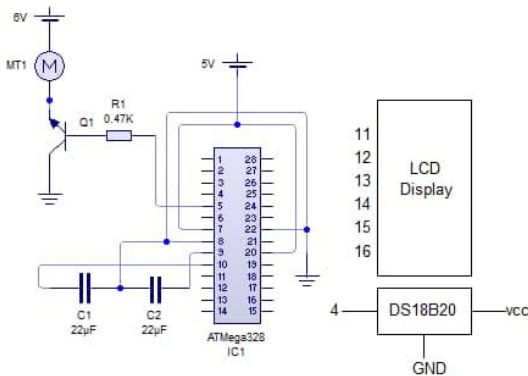 6V
MT1
M
Q1
R1
0.47K
5V
1 28
2 27
3 26
4 25
5 24
6 23
7 22
8 21
9 20
10 19
11 18
12 17
13 16
14 15
ATMega328
IC1
C1
22µF
C2
22µF
11
12
13
14
15
16
LCD
Display
4 DS18B20 vcc
GND